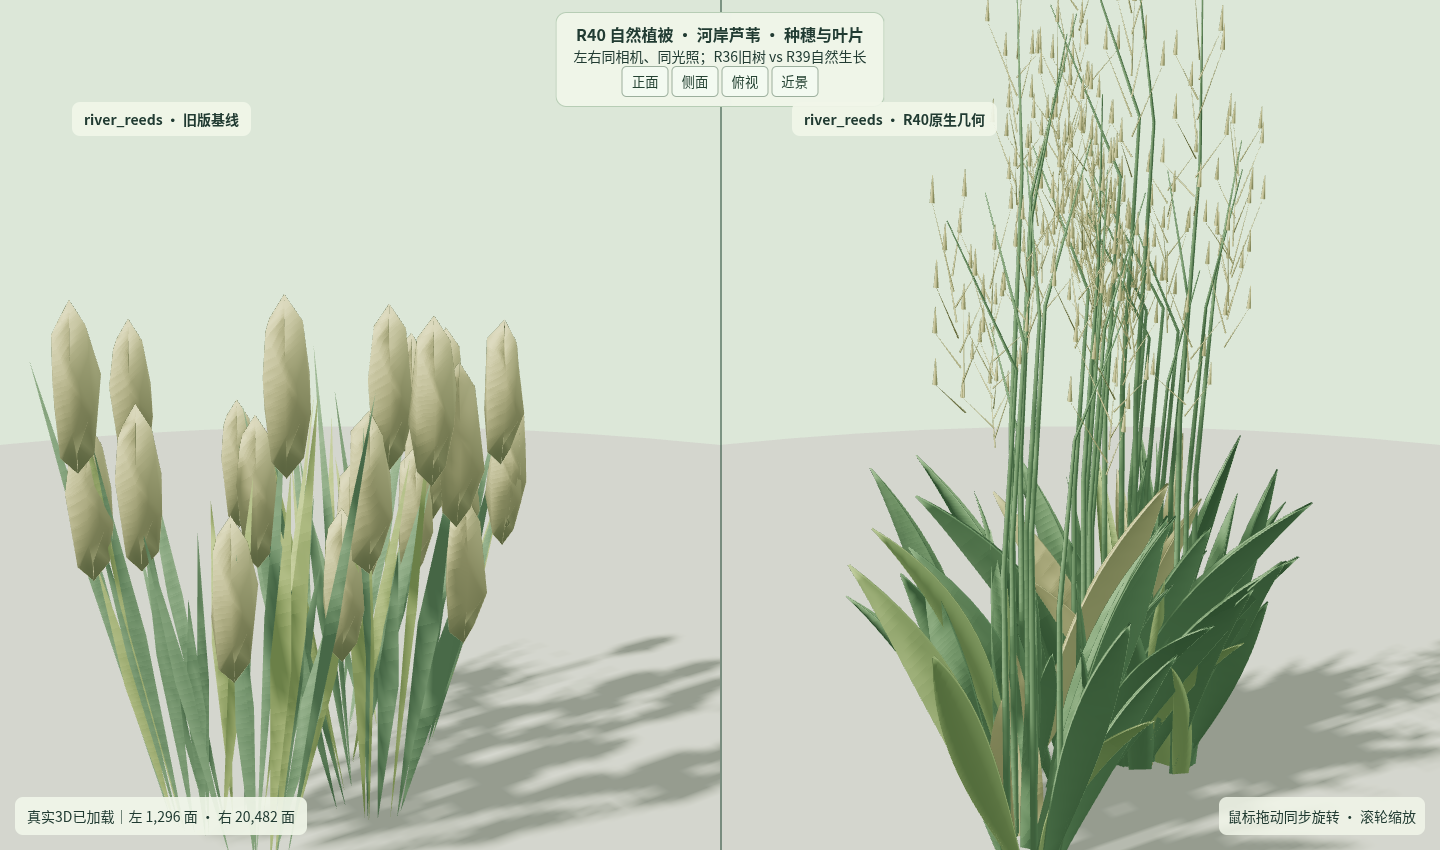 R40 自然植被 · 河岸芦苇 · 种穗与叶片
左右同相机、同光照；R36旧树 vs R39自然生长
正面 侧面 俯视 近景
river_reeds · 旧版基线
river_reeds · R40原生几何
真实3D已加载｜左 1,296 面 · 右 20,482 面
鼠标拖动同步旋转 · 滚轮缩放